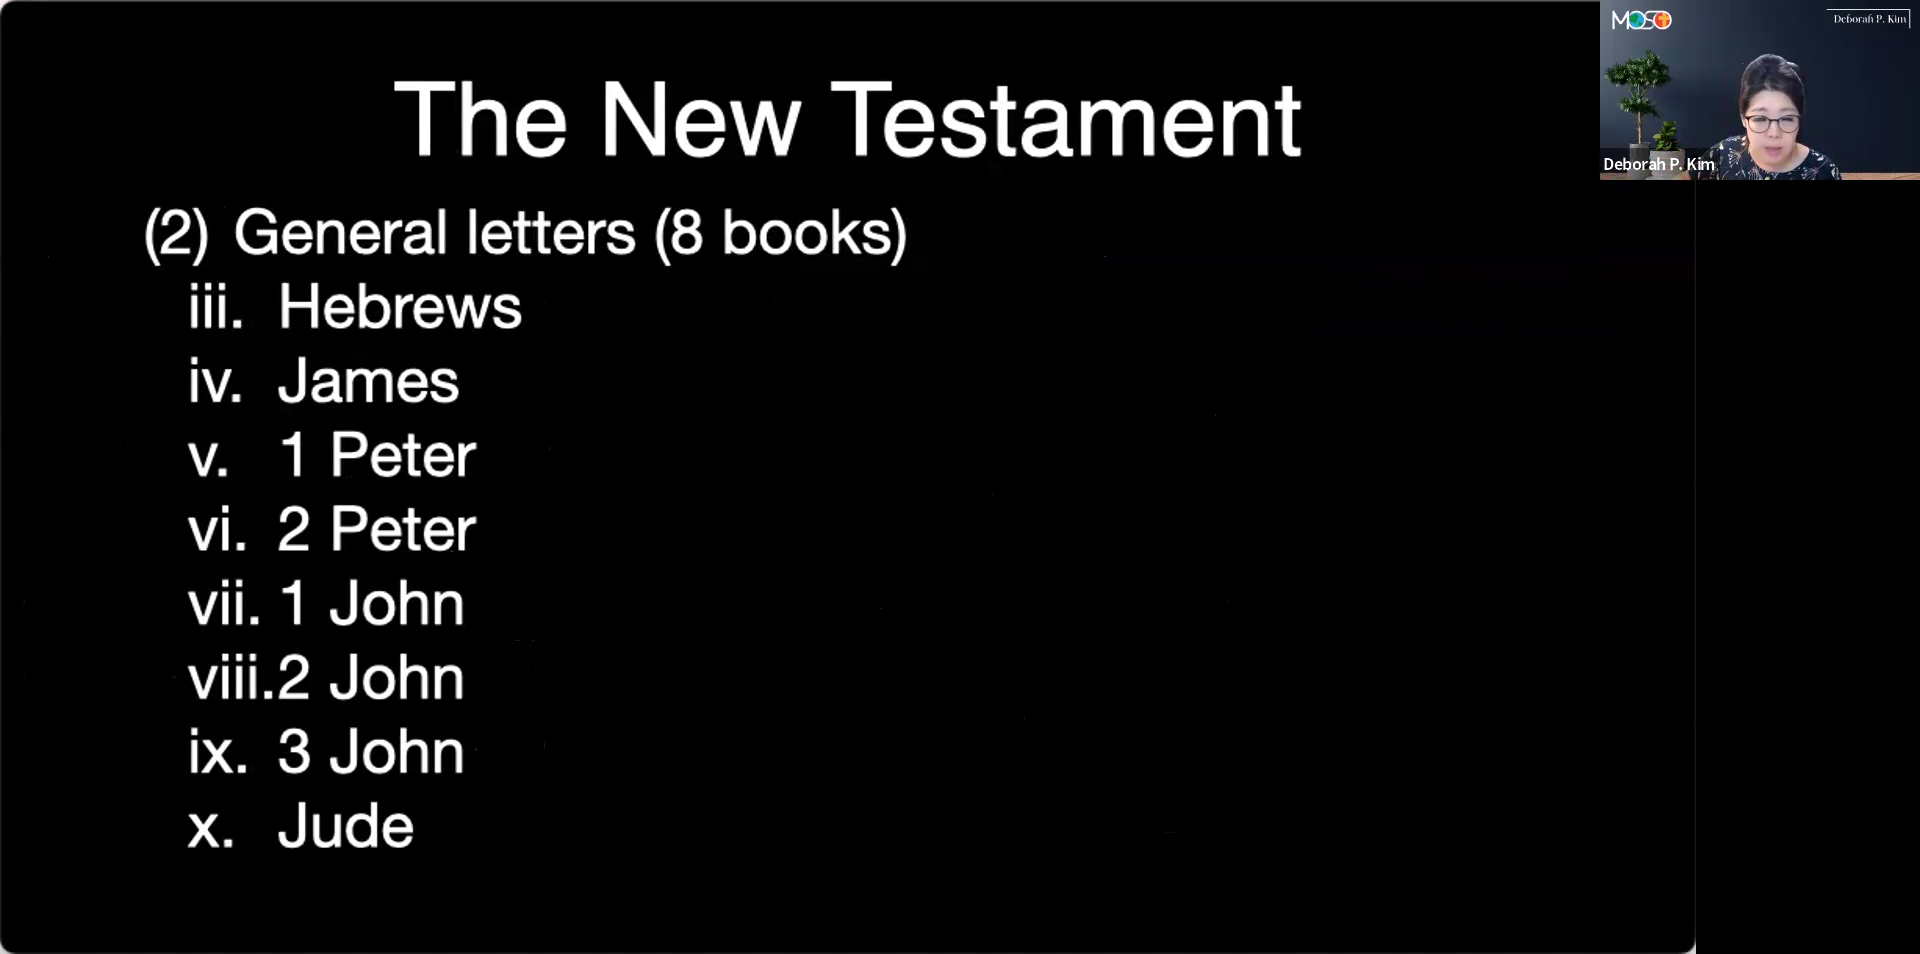 The New Testament
(2) General letters (8 books)
iii. Hebrews
iv. James
v. 1 Peter
vi. 2 Peter
vii. 1 John
viii. 2 John
ix. 3 John
x. Jude
MOSO
Deborah P. Kim
Deborah P. Kim